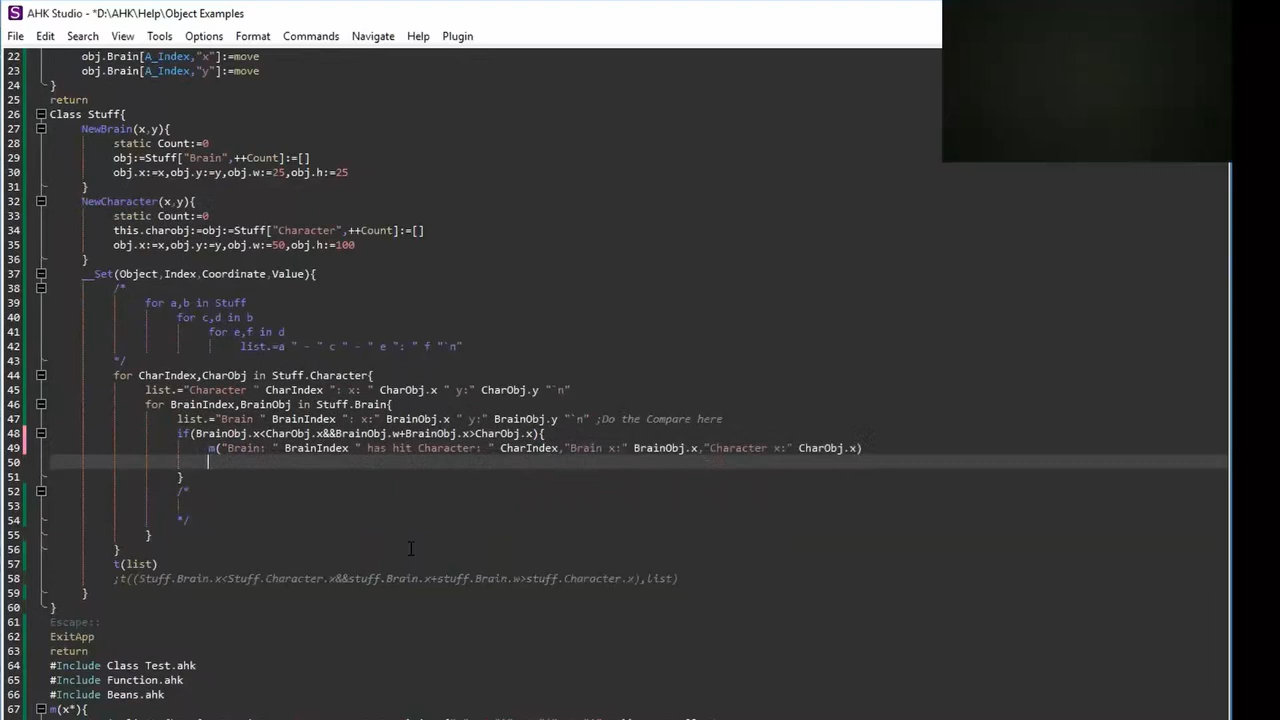 AHK Studio - *D:\AHK\Help\Object Examples
File Edit Search View Tools Options Format Commands Navigate Help Plugin
22 obj.Brain[A_Index,"x"]:=move
23 obj.Brain[A_Index,"y"]:=move
24 }
25 return
26 Class Stuff{
27 NewBrain(x,y){
28 static Count:=0
29 obj:=Stuff["Brain",++Count]:=[]
30 obj.x:=x,obj.y:=y,obj.w:=25,obj.h:=25
31 }
32 NewCharacter(x,y){
33 static Count:=0
34 this.charobj:=obj:=Stuff["Character",++Count]:=[]
35 obj.x:=x,obj.y:=y,obj.w:=50,obj.h:=100
36 }
37 __Set(Object,Index,Coordinate,Value){
38 /*
39 for a,b in Stuff
40 for c,d in b
41 for e,f in d
42 list.=a " - " c " - " e ": " f "`n"
43 */
44 for CharIndex,CharObj in Stuff.Character{
45 list.="Character " CharIndex ": x: " CharObj.x " y:" CharObj.y "`n"
46 for BrainIndex,BrainObj in Stuff.Brain{
47 list.="Brain " BrainIndex ": x:" BrainObj.x " y:" BrainObj.y "`n" ;Do the Compare here
48 if(BrainObj.x<CharObj.x&&BrainObj.w+BrainObj.x>CharObj.x){
49 m("Brain: " BrainIndex " has hit Character: " CharIndex,"Brain x:" BrainObj.x,"Character x:" CharObj.x)
50
51 }
52 /*
53
54 */
55 }
56 }
57 t(list)
58 ;t((Stuff.Brain.x<Stuff.Character.x&&stuff.Brain.x+stuff.Brain.w>stuff.Character.x),list)
59 }
60 }
61 Escape::
62 ExitApp
63 return
64 #Include Class Test.ahk
65 #Include Function.ahk
66 #Include Beans.ahk
67 m(x*){